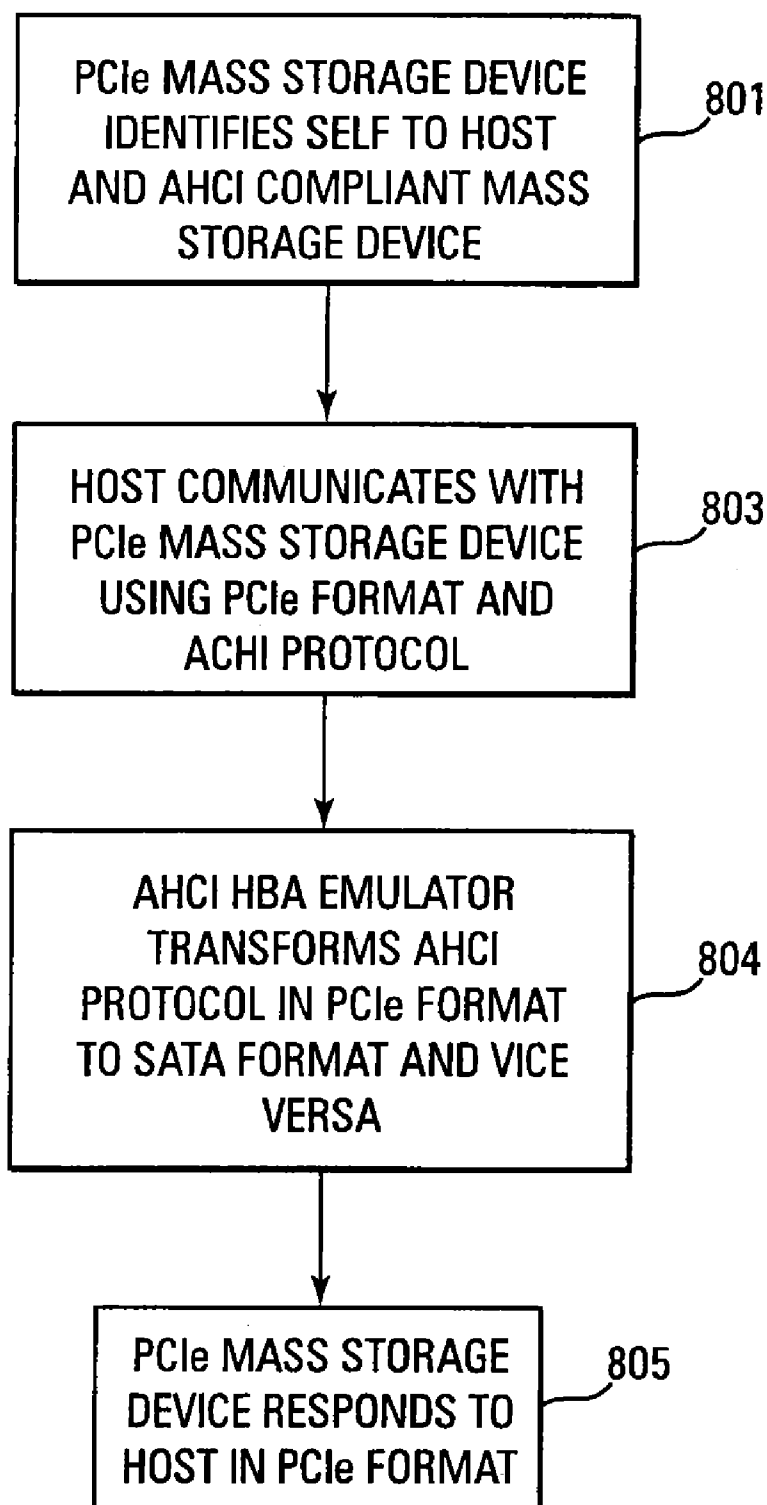 PCIe MASS STORAGE DEVICE
IDENTIFIES SELF TO HOST
AND AHCI COMPLIANT MASS
STORAGE DEVICE
801
HOST COMMUNICATES WITH
PCIe MASS STORAGE DEVICE
USING PCIe FORMAT AND
ACHI PROTOCOL
803
AHCI HBA EMULATOR
TRANSFORMS AHCI
PROTOCOL IN PCIe FORMAT
TO SATA FORMAT AND VICE
VERSA
804
PCIe MASS STORAGE
DEVICE RESPONDS TO
HOST IN PCIe FORMAT
805